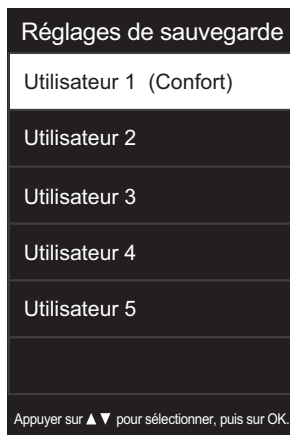 Réglages de sauvegarde
Utilisateur 1 (Confort)
Utilisateur 2
Utilisateur 3
Utilisateur 4
Utilisateur 5
Appuyer sur ▲▼ pour sélectionner, puis sur OK.